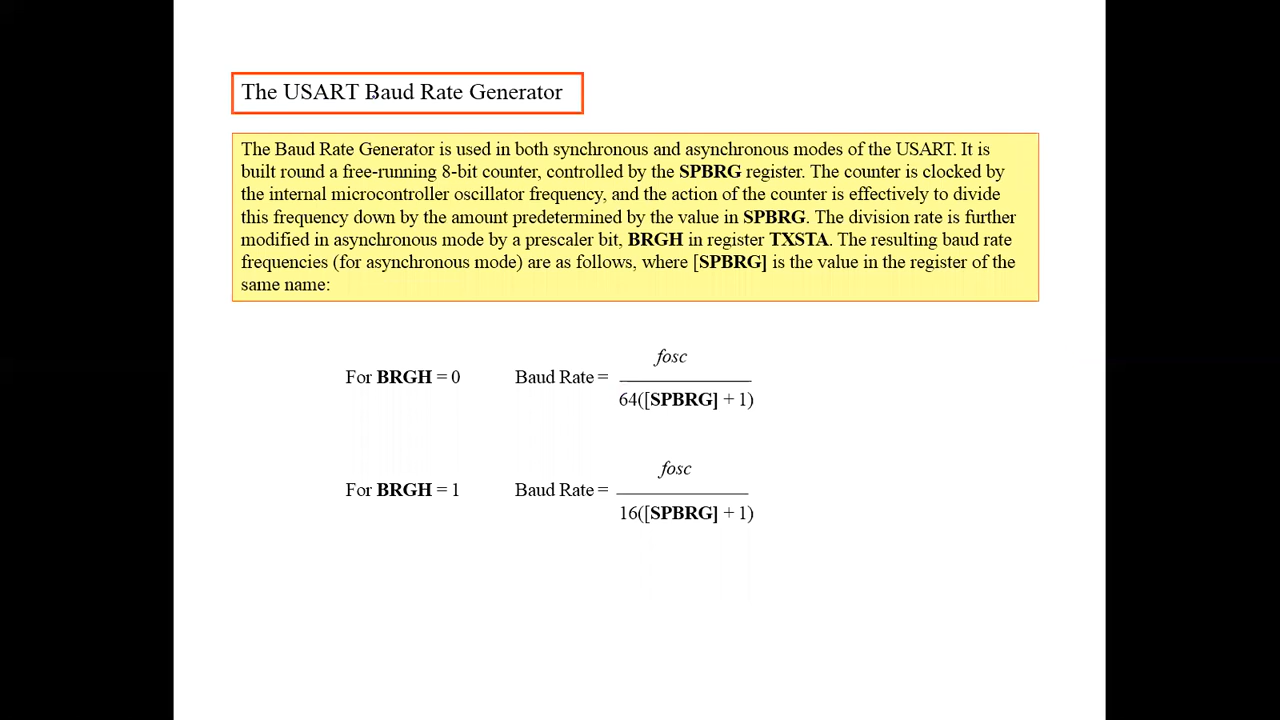 The USART Baud Rate Generator
The Baud Rate Generator is used in both synchronous and asynchronous modes of the USART. It is
built round a free-running 8-bit counter, controlled by the SPBRG register. The counter is clocked by
the internal microcontroller oscillator frequency, and the action of the counter is effectively to divide
this frequency down by the amount predetermined by the value in SPBRG. The division rate is further
modified in asynchronous mode by a prescaler bit, BRGH in register TXSTA. The resulting baud rate
frequencies (for asynchronous mode) are as follows, where [SPBRG] is the value in the register of the
same name:
fosc
For BRGH = 0 Baud Rate =
64([SPBRG] + 1)
fosc
For BRGH = 1 Baud Rate =
16([SPBRG] + 1)